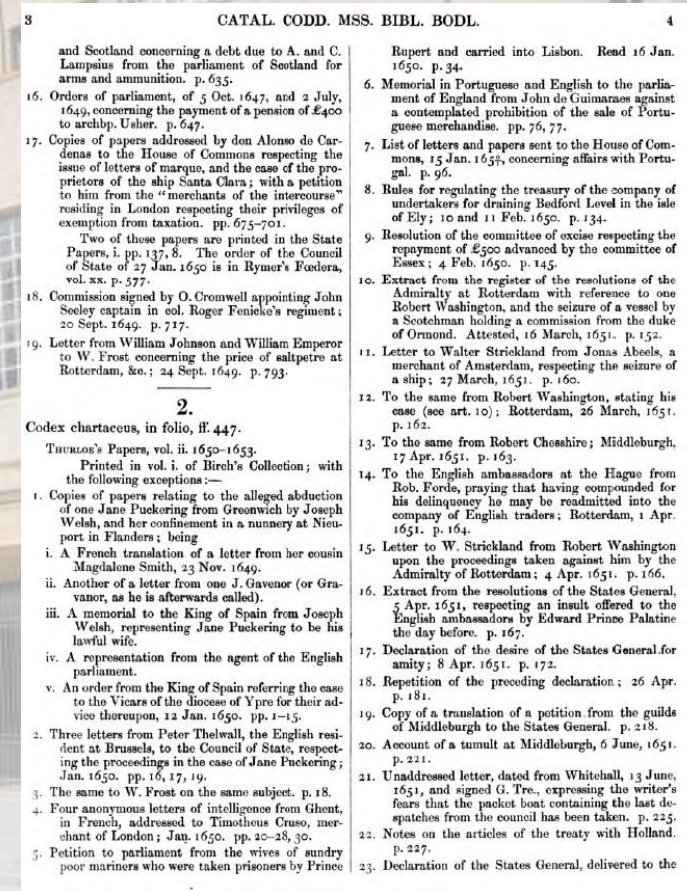 3
CATAL. CODD. MSS. BIBL. BODL.
4
and Scotland concerning a debt due to A. and C.
Lampsius from the parliament of Scotland for
arms and ammunition. p. 635.
16. Orders of parliament, of 5 Oct. 1647, and 2 July,
1649, concerning the payment of a pension of £400
to archbp. Usher. p. 647.
17. Copies of papers addressed by don Alonso de Car-
denas to the House of Commons respecting the
issue of letters of marque, and the case of the pro-
prietors of the ship Santa Clara; with a petition
to him from the "merchants of the intercourse"
residing in London respecting their privileges of
exemption from taxation. pp. 675-701.
Two of these papers are printed in the State
Papers, i. pp. 137, 8. The order of the Council
of State of 27 Jan. 1650 is in Rymer's Fœdera,
vol. xx. p. 577.
18. Commission signed by O. Cromwell appointing John
Seeley captain in col. Roger Fenicke's regiment;
20 Sept. 1649. p. 717.
19. Letter from William Johnson and William Emperor
to W. Frost concerning the price of saltpetre at
Rotterdam, &c.; 24 Sept. 1649. p. 793.
2.
Codex chartaceus, in folio, ff. 447.
THURLOE'S Papers, vol. ii. 1650-1653.
Printed in vol. i. of Birch's Collection; with
the following exceptions:—
1. Copies of papers relating to the alleged abduction
of one Jane Puckering from Greenwich by Joseph
Welsh, and her confinement in a nunnery at Nieu-
port in Flanders; being
i. A French translation of a letter from her cousin
Magdalene Smith, 23 Nov. 1649.
ii. Another of a letter from one J. Gavenor (or Gra-
vanor, as he is afterwards called).
iii. A memorial to the King of Spain from Joseph
Welsh, representing Jane Puckering to be his
lawful wife.
iv. A representation from the agent of the English
parliament.
v. An order from the King of Spain referring the case
to the Vicars of the diocese of Ypre for their ad-
vice thereupon, 12 Jan. 1650. pp. 1-15.
2. Three letters from Peter Thelwall, the English resi-
dent at Brussels, to the Council of State, respect-
ing the proceedings in the case of Jane Puckering;
Jan. 1650. pp. 16, 17, 19.
3. The same to W. Frost on the same subject. p. 18.
4. Four anonymous letters of intelligence from Ghent,
in French, addressed to Timotheus Cruso, mer-
chant of London; Jan. 1650. pp. 20-28, 30.
5. Petition to parliament from the wives of sundry
poor mariners who were taken prisoners by Prince
Rupert and carried into Lisbon. Read 16 Jan.
1650. p. 34.
6. Memorial in Portuguese and English to the parlia-
ment of England from John de Guimaraes against
a contemplated prohibition of the sale of Portu-
guese merchandise. pp. 76, 77.
7. List of letters and papers sent to the House of Com-
mons, 15 Jan. concerning affairs with Portu-
gal. p. 96.
8. Rules for regulating the treasury of the company of
undertakers for draining Bedford Level in the isle
of Ely; 10 and 11 Feb. 1650. p. 134.
9. Resolution of the committee of excise respecting the
repayment of £500 advanced by the committee of
Essex; 4 Feb. 1650. p. 145.
10. Extract from the register of the resolutions of the
Admiralty at Rotterdam with reference to one
Robert Washington, and the seizure of a vessel by
a Scotchman holding a commission from the duke
of Ormond. Attested, 16 March, 1651. p. 152.
11. Letter to Walter Strickland from Jonas Abeels, a
merchant of Amsterdam, respecting the seizure of
a ship; 27 March, 1651. p. 160.
12. To the same from Robert Washington, stating his
case (see art. 10); Rotterdam, 26 March, 1651.
p. 162.
13. To the same from Robert Chesshire; Middleburgh,
17 Apr. 1651. p. 163.
14. To the English ambassadors at the Hague from
Rob. Forde, praying that having compounded for
his delinquency he may be readmitted into the
company of English traders; Rotterdam, 1 Apr.
1651. p. 164.
15. Letter to W. Strickland from Robert Washington
upon the proceedings taken against him by the
Admiralty of Rotterdam; 4 Apr. 1651. p. 166.
16. Extract from the resolutions of the States General,
5 Apr. 1651, respecting an insult offered to the
English ambassadors by Edward Prince Palatine
the day before. p. 167.
17. Declaration of the desire of the States General for
amity; 8 Apr. 1651. p. 172.
18. Repetition of the preceding declaration; 26 Apr.
p. 181.
19. Copy of a translation of a petition from the guilds
of Middleburgh to the States General. p. 218.
20. Account of a tumult at Middleburgh, 6 June, 1651.
p. 221.
21. Unaddressed letter, dated from Whitehall, 13 June,
1651, and signed G. Tre., expressing the writer's
fears that the packet boat containing the last de-
spatches from the council has been taken. p. 225.
22. Notes on the articles of the treaty with Holland.
p. 227.
23. Declaration of the States General, delivered to the